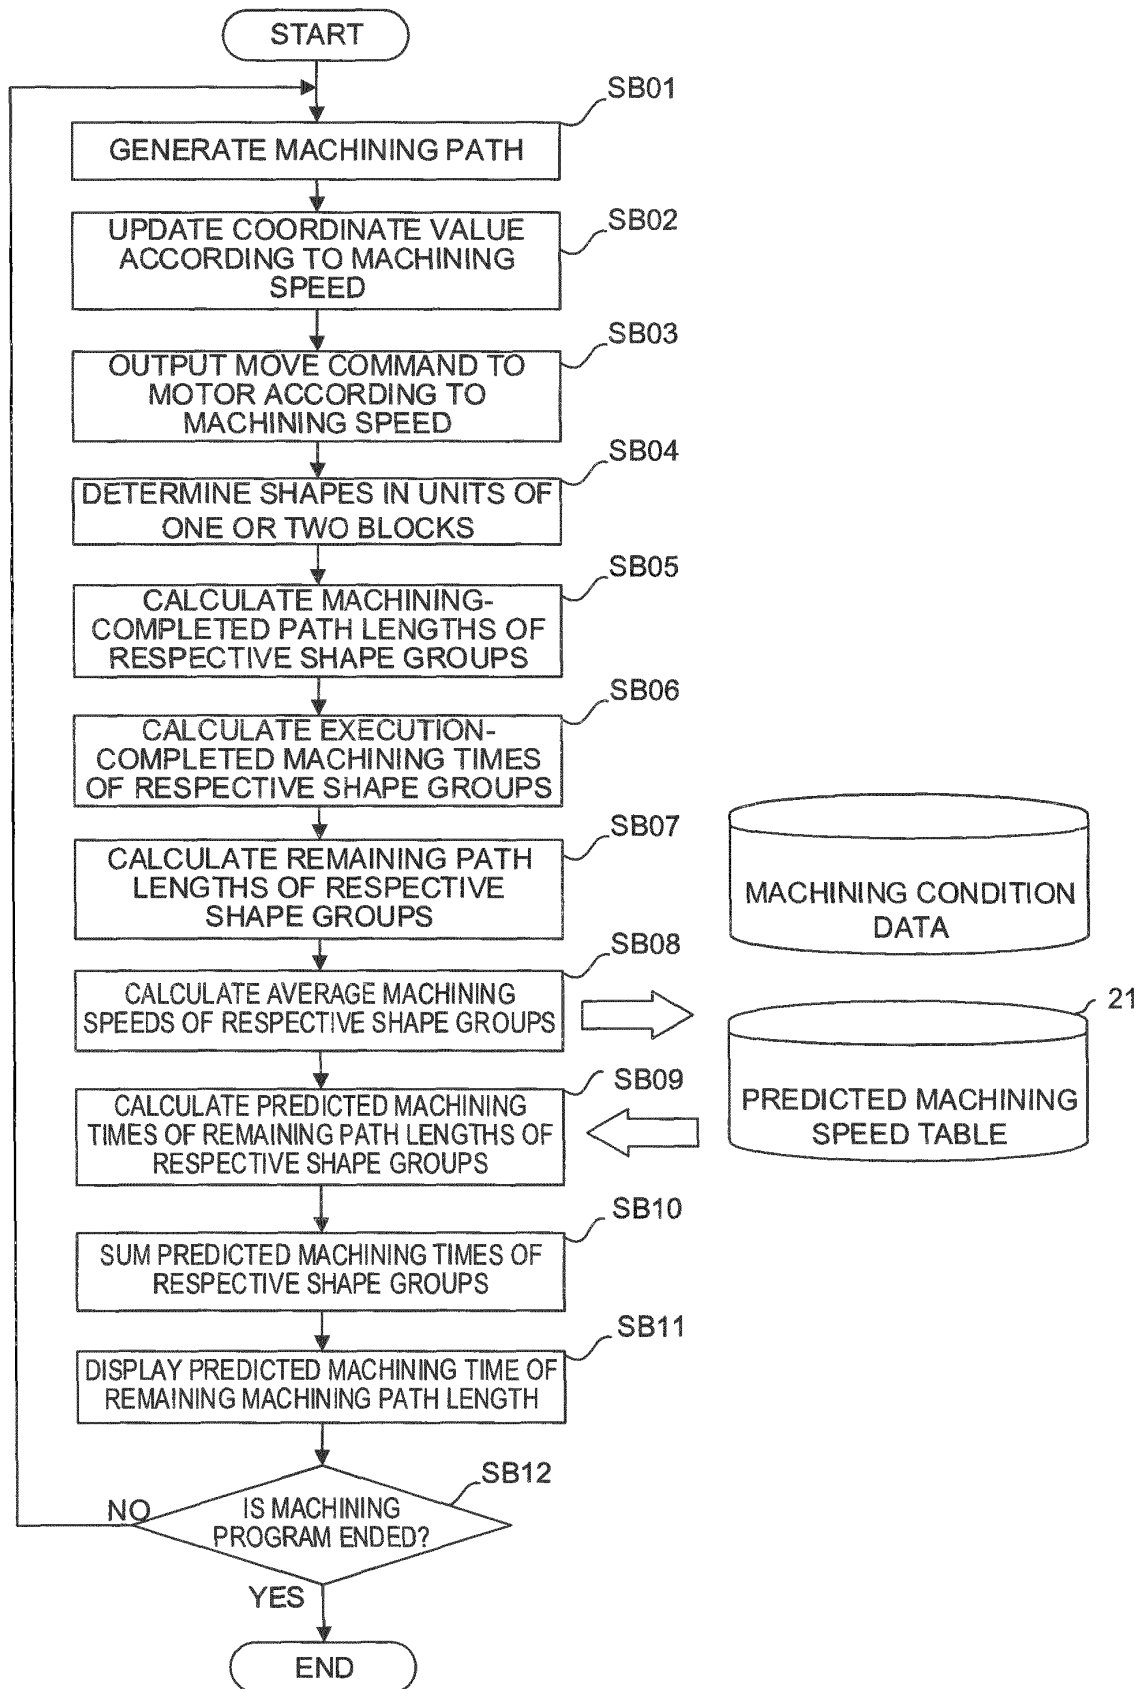 START
SB01
GENERATE MACHINING PATH
SB02
UPDATE COORDINATE VALUE
ACCORDING TO MACHINING
SPEED
SB03
OUTPUT MOVE COMMAND TO
MOTOR ACCORDING TO
MACHINING SPEED
SB04
DETERMINE SHAPES IN UNITS OF
ONE OR TWO BLOCKS
SB05
CALCULATE MACHINING-
COMPLETED PATH LENGTHS OF
RESPECTIVE SHAPE GROUPS
SB06
CALCULATE EXECUTION-
COMPLETED MACHINING TIMES
OF RESPECTIVE SHAPE GROUPS
SB07
CALCULATE REMAINING PATH
LENGTHS OF RESPECTIVE
SHAPE GROUPS
MACHINING CONDITION
DATA
SB08
CALCULATE AVERAGE MACHINING
SPEEDS OF RESPECTIVE SHAPE GROUPS
21
PREDICTED MACHINING
SPEED TABLE
SB09
CALCULATE PREDICTED MACHINING
TIMES OF REMAINING PATH LENGTHS OF
RESPECTIVE SHAPE GROUPS
SB10
SUM PREDICTED MACHINING TIMES OF
RESPECTIVE SHAPE GROUPS
SB11
DISPLAY PREDICTED MACHINING TIME OF
REMAINING MACHINING PATH LENGTH
SB12
IS MACHINING
PROGRAM ENDED?
NO
YES
END